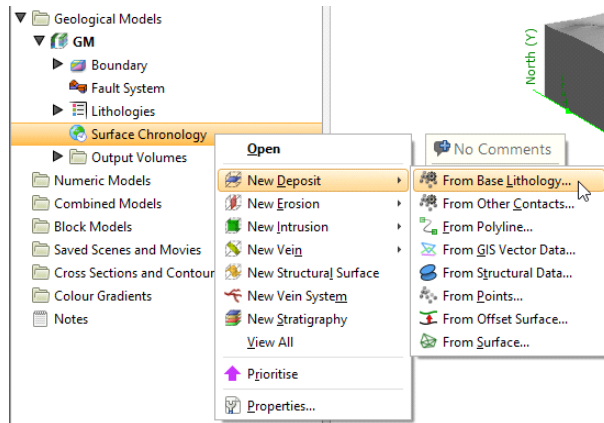 Geological Models
GM
Boundary
Fault System
Lithologies
Surface Chronology
Output Volumes
Numeric Models
Combined Models
Block Models
Saved Scenes and Movies
Cross Sections and Contour
Colour Gradients
Notes
Open
New Deposit
New Erosion
New Intrusion
New Vein
New Structural Surface
New Vein System
New Stratigraphy
View All
Prioritise
Properties...
No Comments
From Base Lithology...
From Other Contacts...
From Polyline...
From GIS Vector Data...
From Structural Data...
From Points...
From Offset Surface...
From Surface...
North (Y)